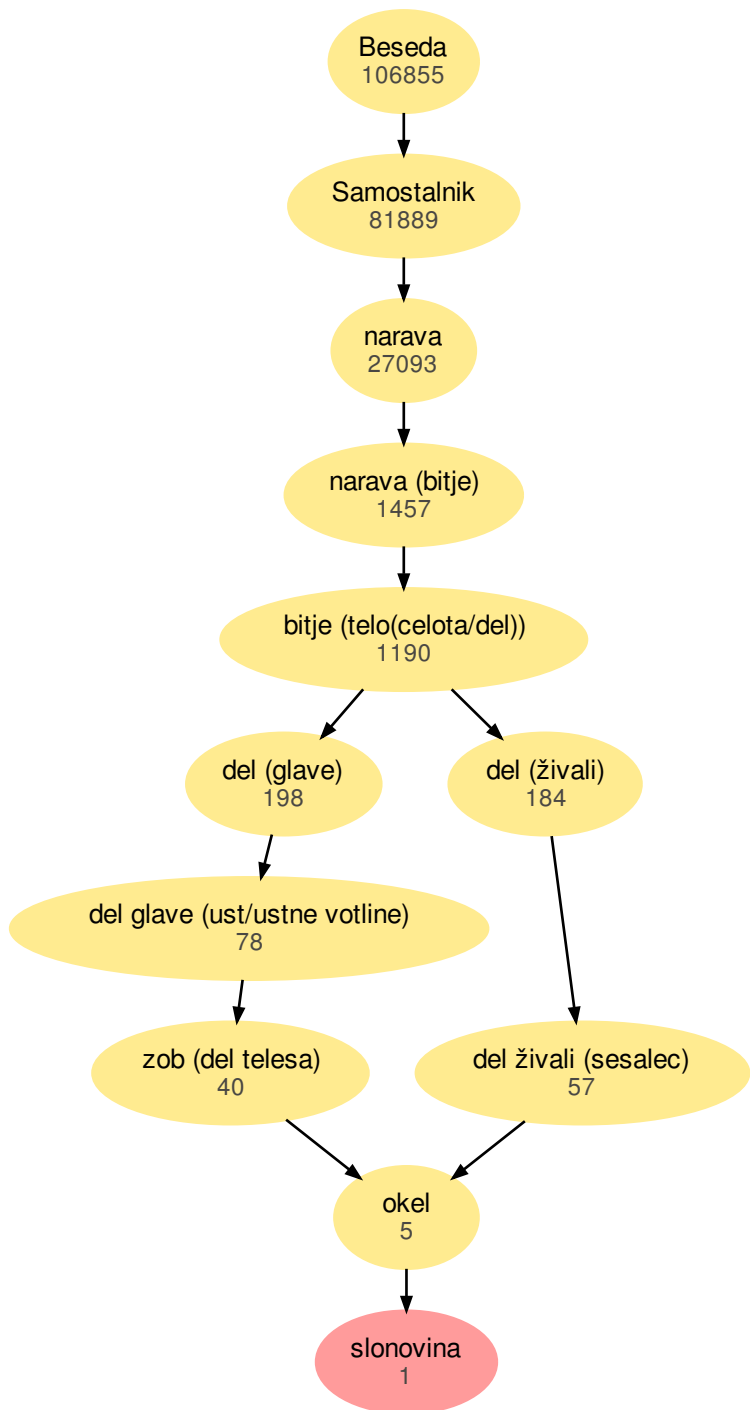 Beseda
106855
Samostalnik
81889
narava
27093
narava (bitje)
1457
bitje (telo(celota/del))
1190
del (glave)
198
del (živali)
184
del glave (ust/ustne votline)
78
zob (del telesa)
40
del živali (sesalec)
57
okel
5
slonovina
1